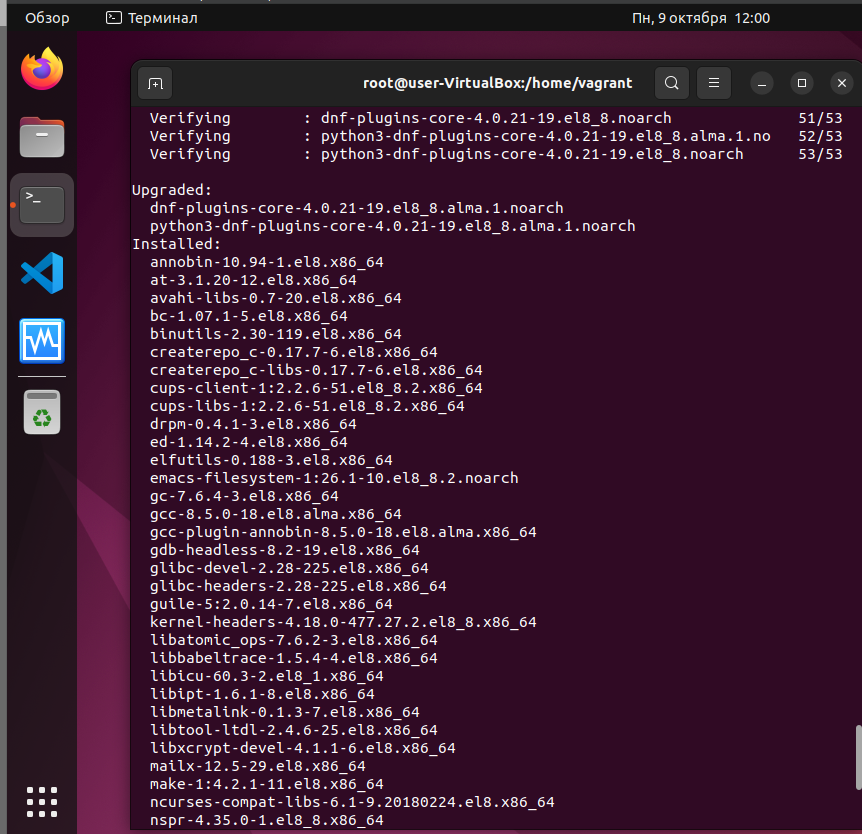 Обзор
Терминал
Пн, 9 октября 12:00
root@user-VirtualBox:/home/vagrant
Verifying : dnf-plugins-core-4.0.21-19.el8_8.noarch 51/53
Verifying : python3-dnf-plugins-core-4.0.21-19.el8_8.alma.1.no 52/53
Verifying : python3-dnf-plugins-core-4.0.21-19.el8_8.noarch 53/53
Upgraded:
dnf-plugins-core-4.0.21-19.el8_8.alma.1.noarch
python3-dnf-plugins-core-4.0.21-19.el8_8.alma.1.noarch
Installed:
annobin-10.94-1.el8.x86_64
at-3.1.20-12.el8.x86_64
avahi-libs-0.7-20.el8.x86_64
bc-1.07.1-5.el8.x86_64
binutils-2.30-119.el8.x86_64
createrepo_c-0.17.7-6.el8.x86_64
createrepo_c-libs-0.17.7-6.el8.x86_64
cups-client-1:2.2.6-51.el8_8.2.x86_64
cups-libs-1:2.2.6-51.el8_8.2.x86_64
drpm-0.4.1-3.el8.x86_64
ed-1.14.2-4.el8.x86_64
elfutils-0.188-3.el8.x86_64
emacs-filesystem-1:26.1-10.el8_8.2.noarch
gc-7.6.4-3.el8.x86_64
gcc-8.5.0-18.el8.alma.x86_64
gcc-plugin-annobin-8.5.0-18.el8.alma.x86_64
gdb-headless-8.2-19.el8.x86_64
glibc-devel-2.28-225.el8.x86_64
glibc-headers-2.28-225.el8.x86_64
guile-5:2.0.14-7.el8.x86_64
kernel-headers-4.18.0-477.27.2.el8_8.x86_64
libatomic_ops-7.6.2-3.el8.x86_64
libbabeltrace-1.5.4-4.el8.x86_64
libicu-60.3-2.el8_1.x86_64
libipt-1.6.1-8.el8.x86_64
libmetalink-0.1.3-7.el8.x86_64
libtool-ltdl-2.4.6-25.el8.x86_64
libxcrypt-devel-4.1.1-6.el8.x86_64
mailx-12.5-29.el8.x86_64
make-1:4.2.1-11.el8.x86_64
ncurses-compat-libs-6.1-9.20180224.el8.x86_64
nspr-4.35.0-1.el8_8.x86_64